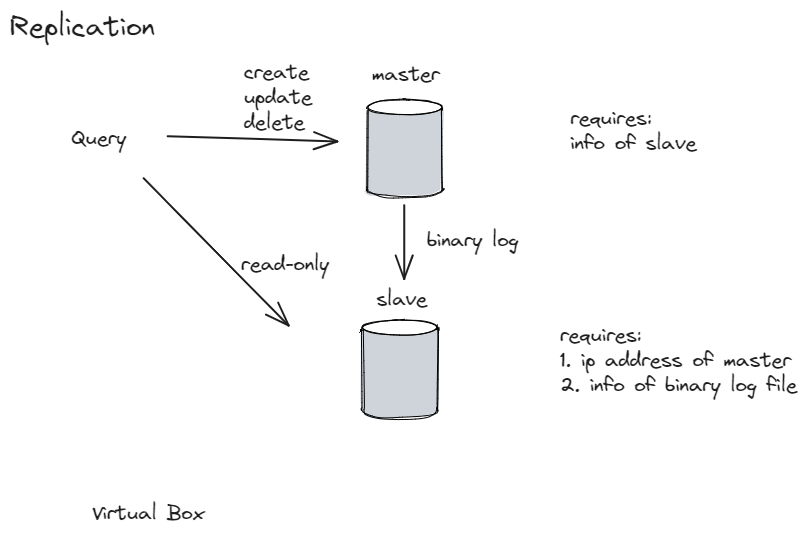 Replication
create
update
delete
master
Query
requires:
info of slave
binary log
read-only
slave
requires:
1. ip address of master
2. info of binary log file
Virtual Box